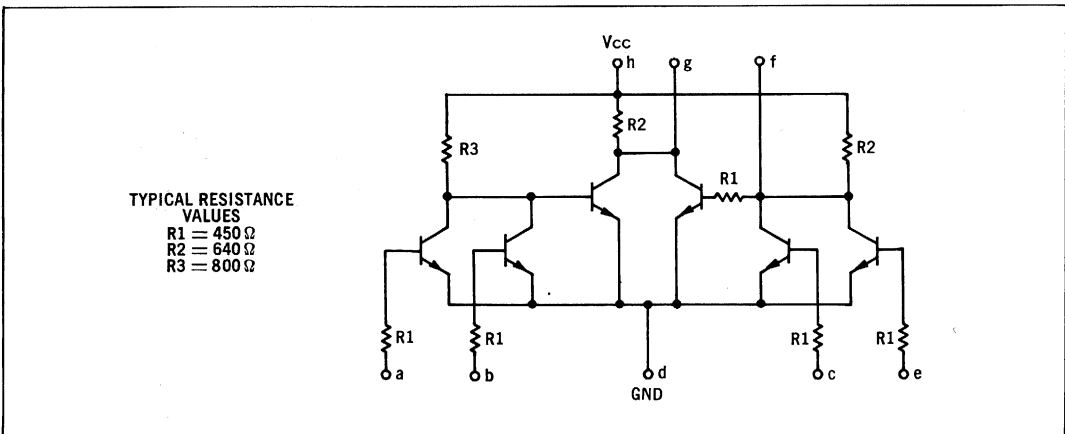 Vcc
h
g
f
R2
R3
R1
R2
TYPICAL RESISTANCE
VALUES
R1 = 450 Ω
R2 = 640 Ω
R3 = 800 Ω
R1
R1
R1
R1
a
b
d
c
e
GND